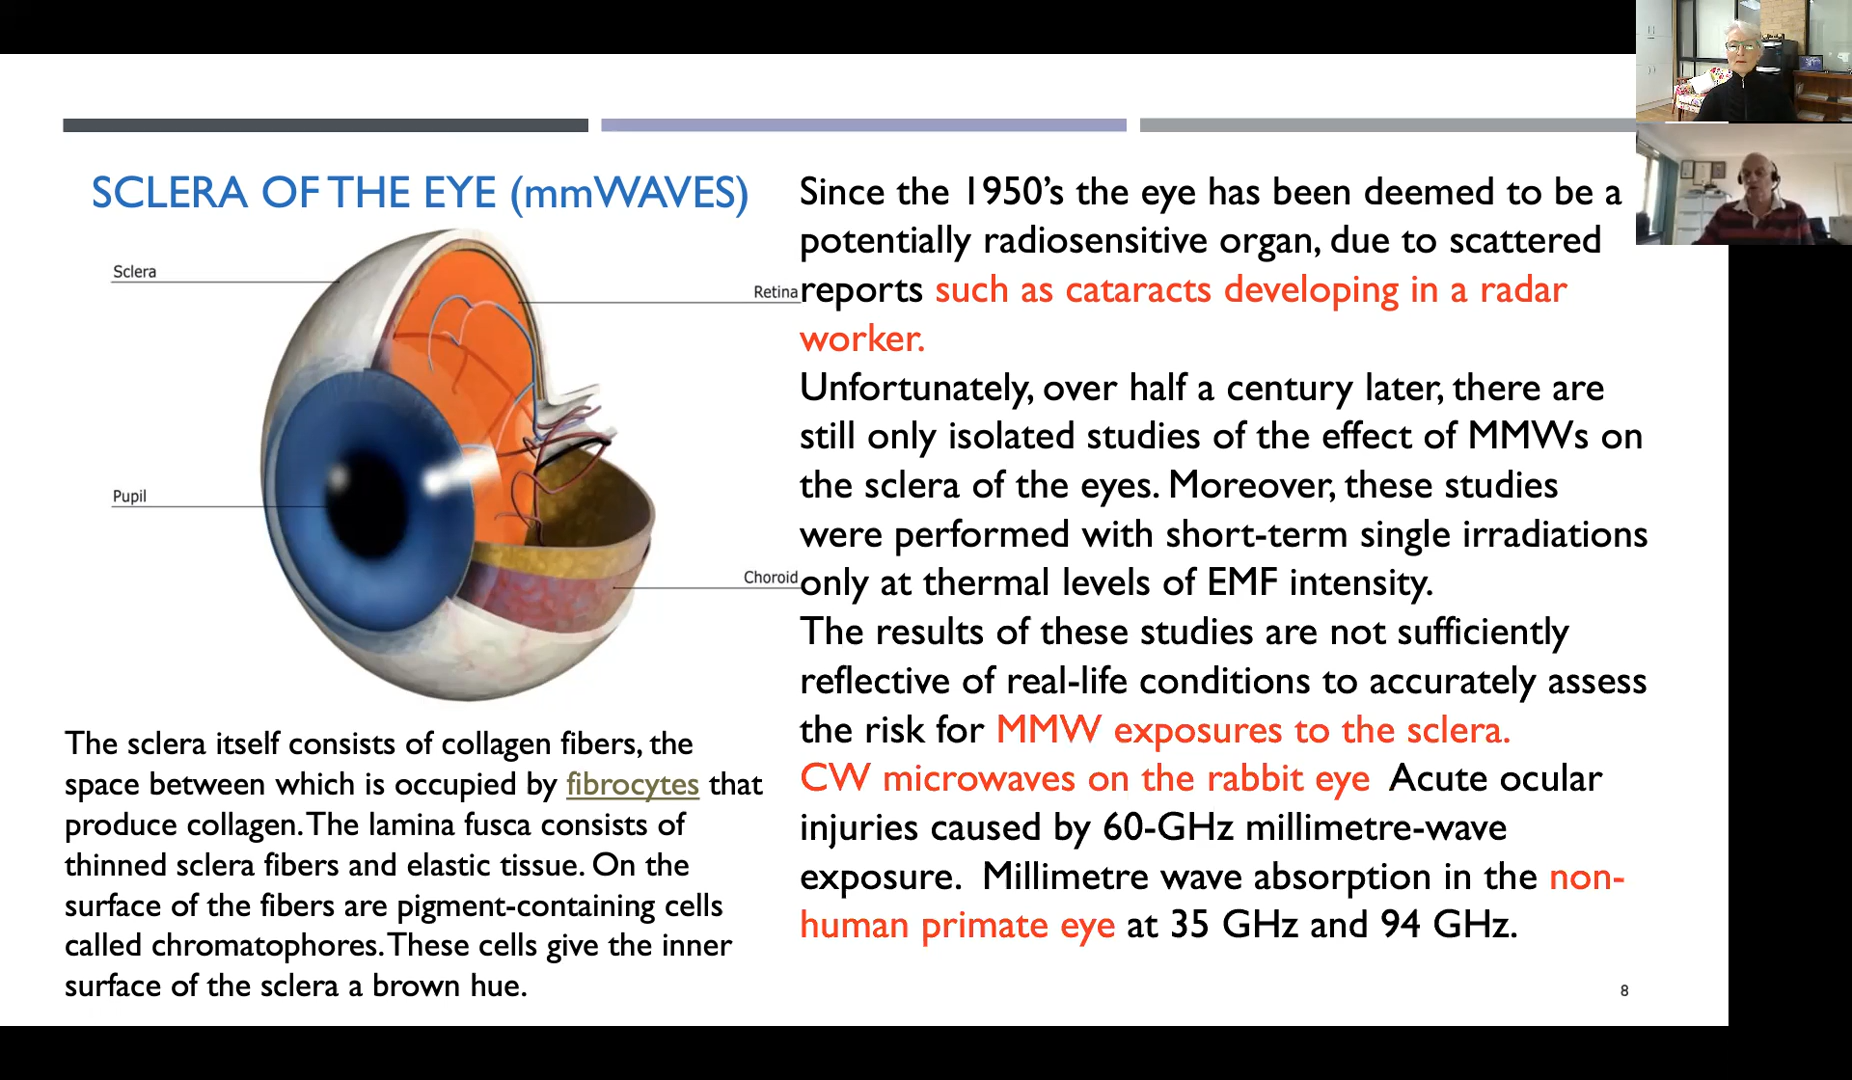 SCLERA OF THE EYE (mmWAVES)
Sclera
Retina
Pupil
Choroid
The sclera itself consists of collagen fibers, the
space between which is occupied by fibrocytes that
produce collagen. The lamina fusca consists of
thinned sclera fibers and elastic tissue. On the
surface of the fibers are pigment-containing cells
called chromatophores. These cells give the inner
surface of the sclera a brown hue.
Since the 1950’s the eye has been deemed to be a
potentially radiosensitive organ, due to scattered
reports such as cataracts developing in a radar
worker.
Unfortunately, over half a century later, there are
still only isolated studies of the effect of MMWs on
the sclera of the eyes. Moreover, these studies
were performed with short-term single irradiations
only at thermal levels of EMF intensity.
The results of these studies are not sufficiently
reflective of real-life conditions to accurately assess
the risk for MMW exposures to the sclera.
CW microwaves on the rabbit eye Acute ocular
injuries caused by 60-GHz millimetre-wave
exposure. Millimetre wave absorption in the non-
human primate eye at 35 GHz and 94 GHz.
8